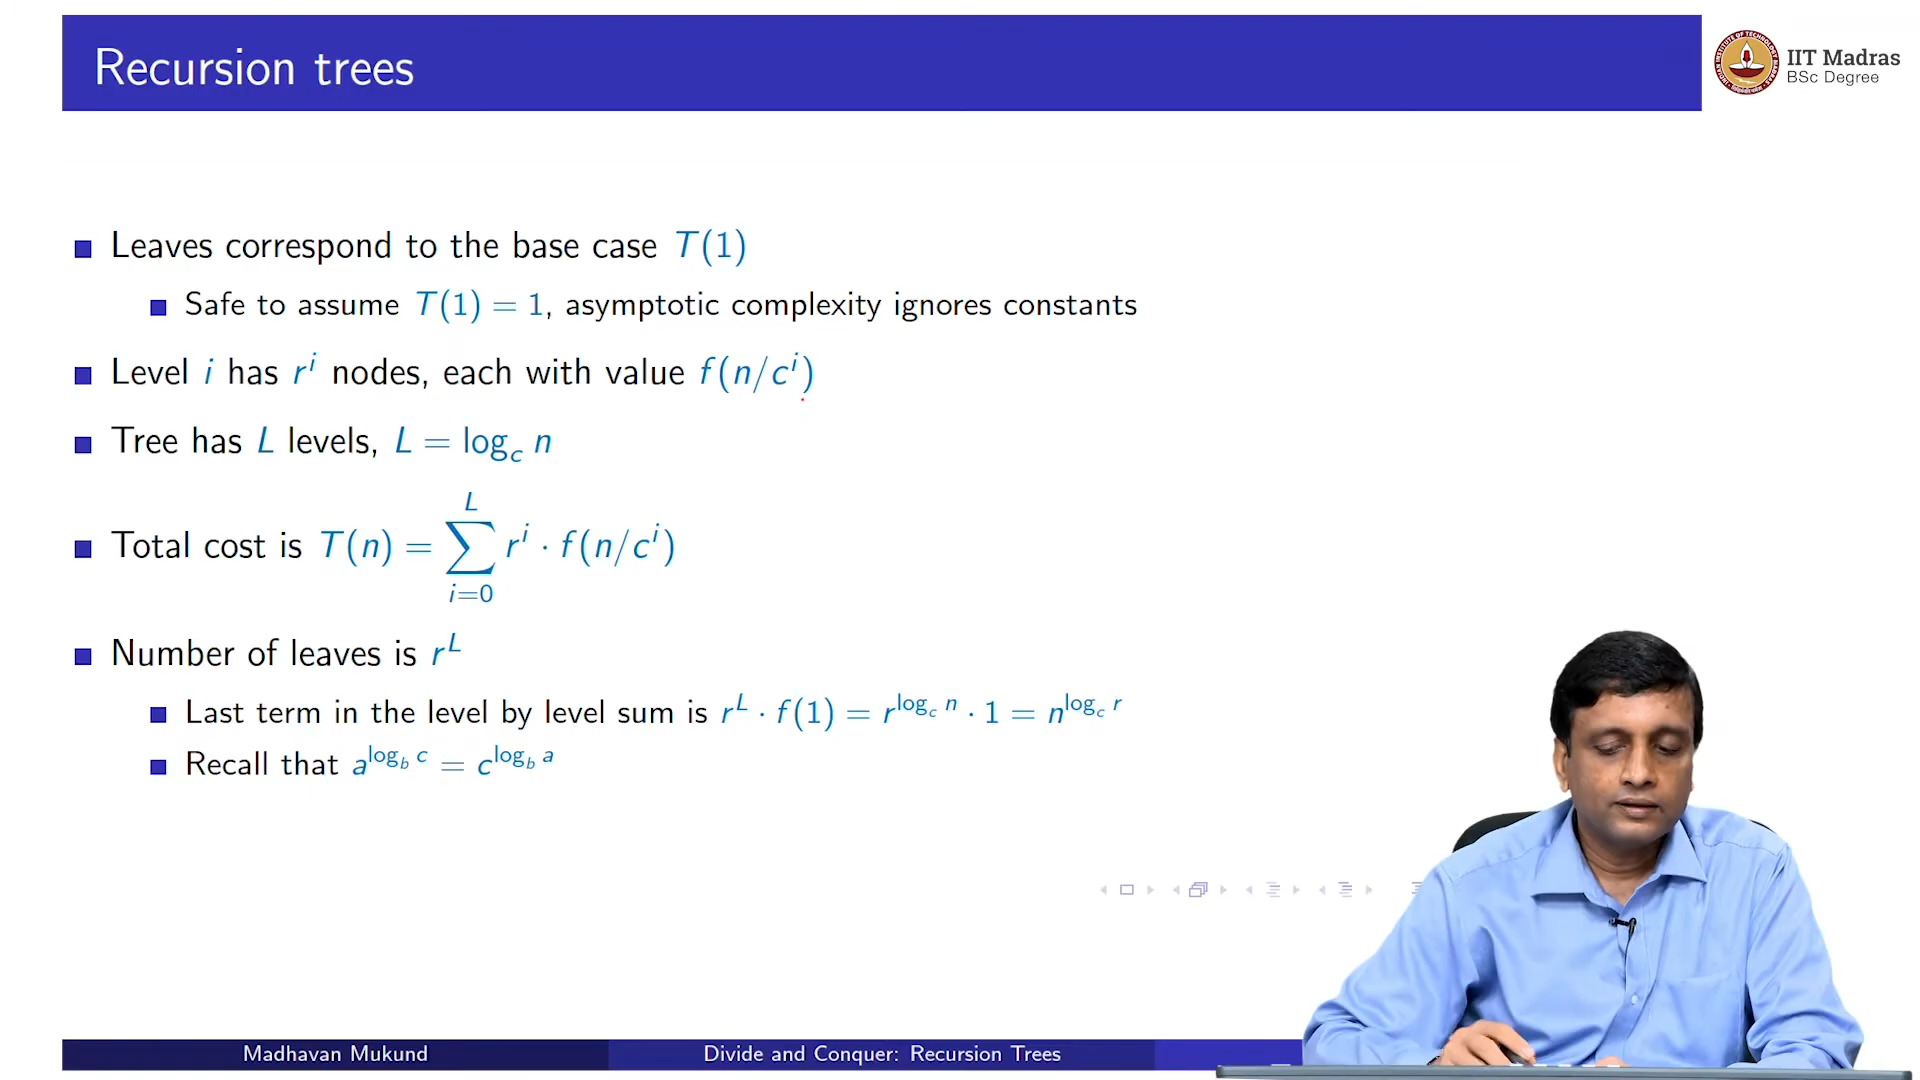 Recursion trees
IIT Madras
BSc Degree
Leaves correspond to the base case T(1)
Safe to assume T(1) = 1, asymptotic complexity ignores constants
Level i has r^i nodes, each with value f(n/c^i)
Tree has L levels, L = log_c n
Total cost is T(n) = ∑_{i=0}^{L} r^i · f(n/c^i)
Number of leaves is r^L
Last term in the level by level sum is r^L · f(1) = r^{log_c n} · 1 = n^{log_c r}
Recall that a^{log_b c} = c^{log_b a}
Madhavan Mukund
Divide and Conquer: Recursion Trees